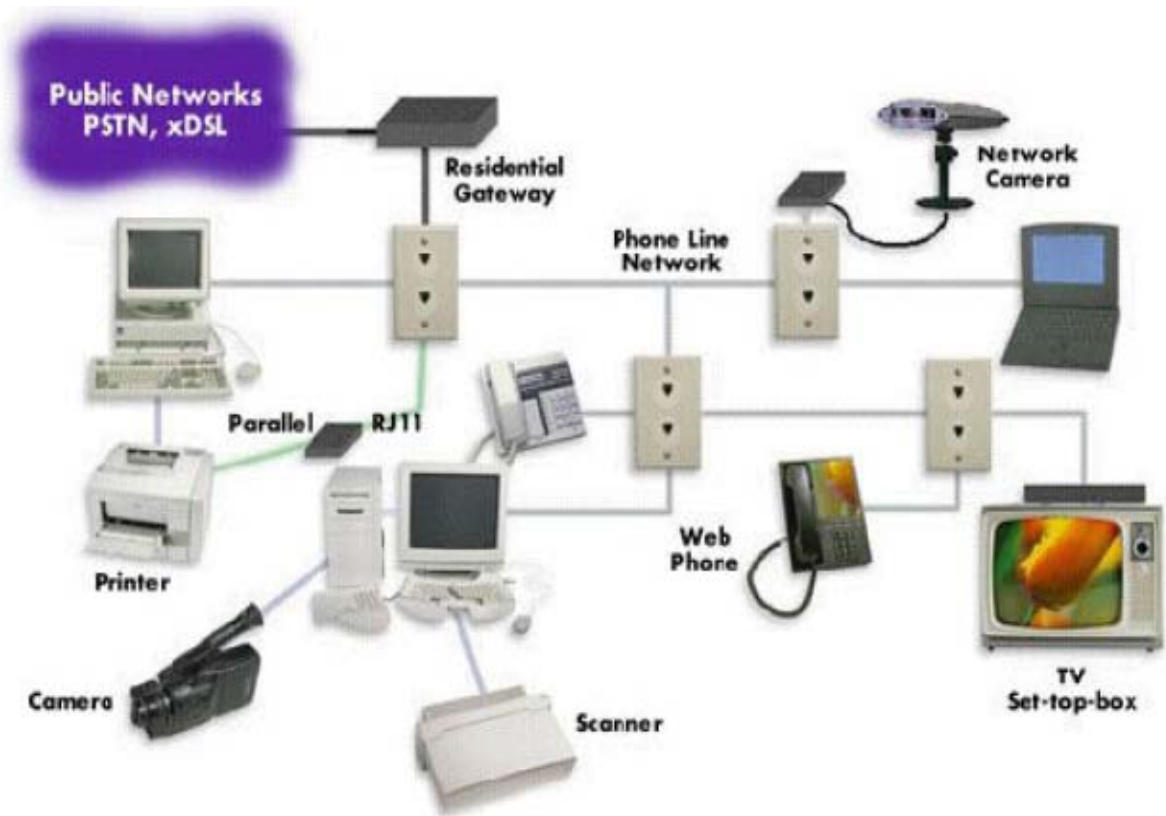 Public Networks
PSTN, xDSL
Residential
Gateway
Network
Camera
Phone Line
Network
Parallel
RJ11
Printer
Web
Phone
Camera
Scanner
TV
Set-top-box